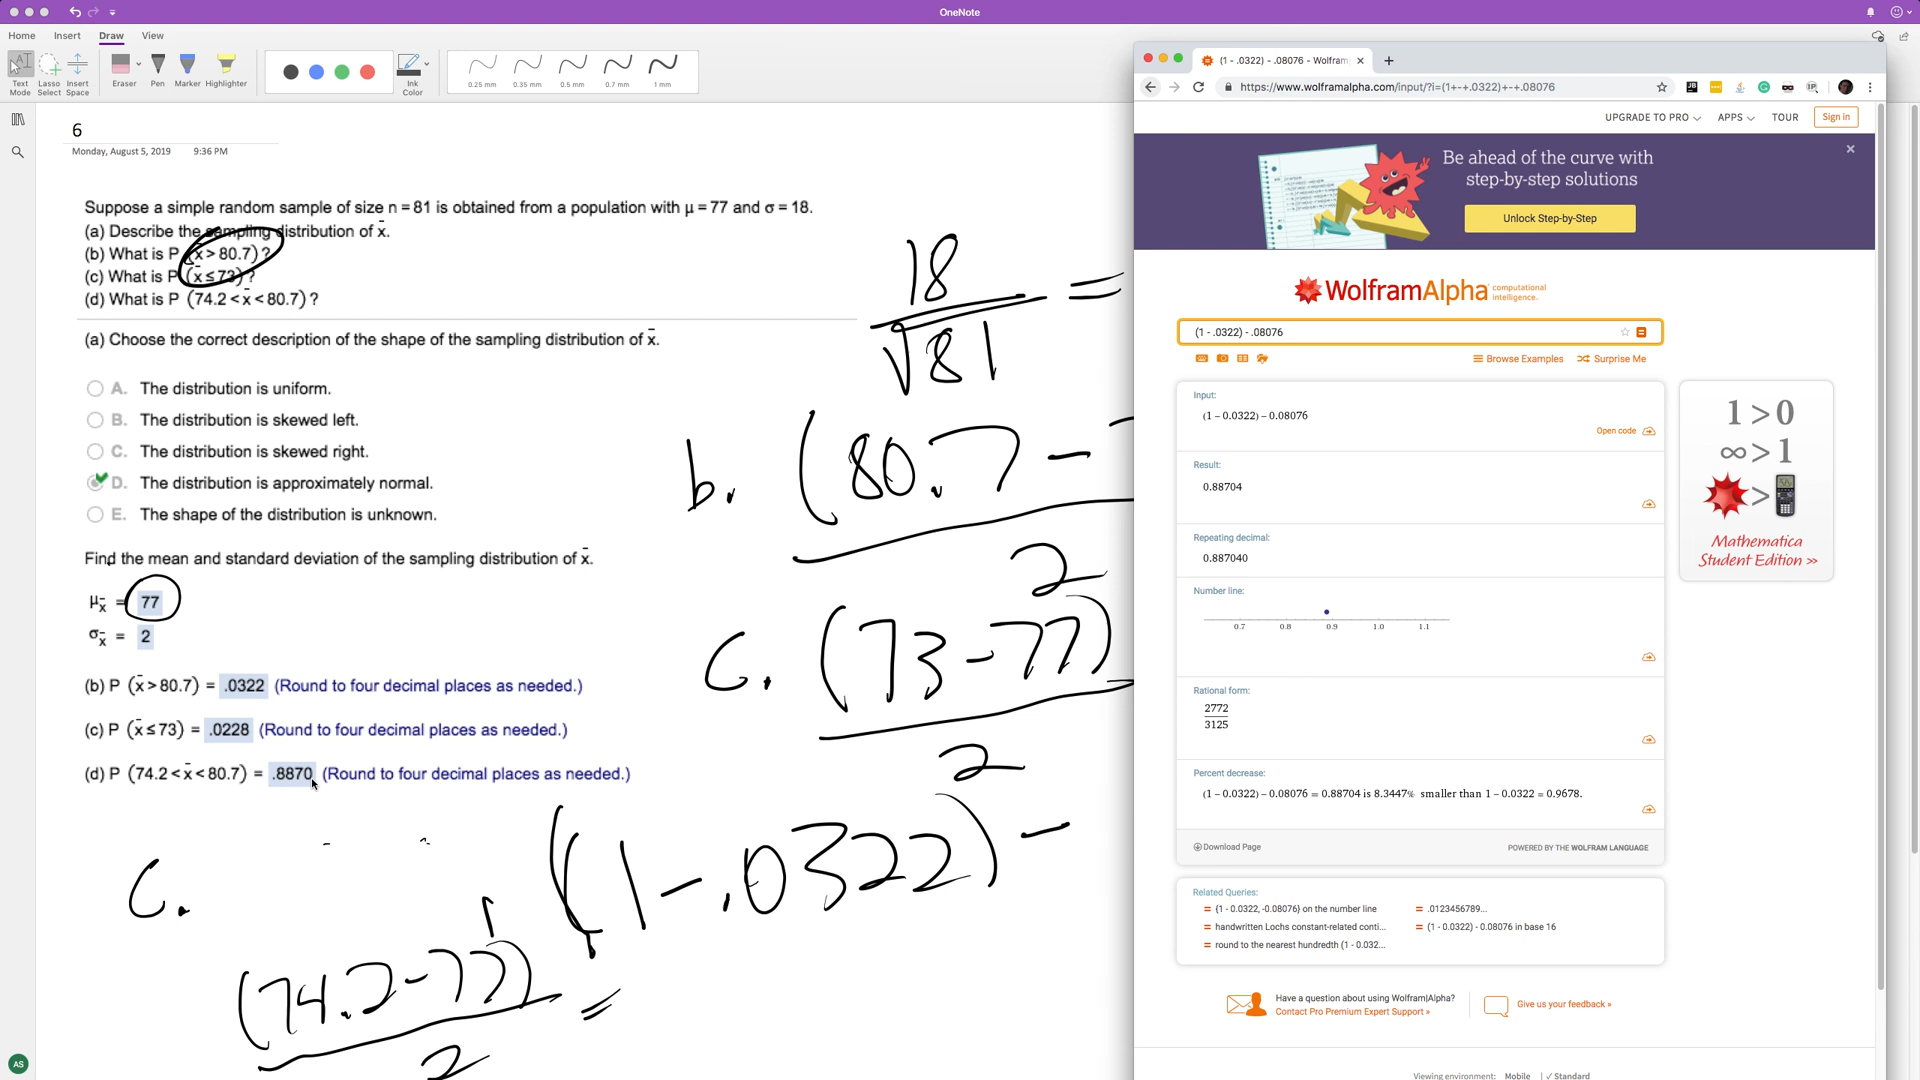 OneNote
Home Insert Draw View
Text Mode
Lasso Select
Insert Space
Eraser
Pen
Marker
Highlighter
Ink Color
0.25 mm
0.35 mm
0.5 mm
0.7 mm
1 mm
6
Monday, August 5, 2019 9:36 PM
Suppose a simple random sample of size n = 81 is obtained from a population with μ = 77 and σ = 18.
(a) Describe the sampling distribution of x̄.
(b) What is P (x̄ > 80.7)?
(c) What is P (x̄ ≤ 73)?
(d) What is P (74.2 < x̄ < 80.7)?
(a) Choose the correct description of the shape of the sampling distribution of x̄.
A. The distribution is uniform.
B. The distribution is skewed left.
C. The distribution is skewed right.
D. The distribution is approximately normal.
E. The shape of the distribution is unknown.
Find the mean and standard deviation of the sampling distribution of x̄.
μx̄ = 77
σx̄ = 2
(b) P (x̄ > 80.7) = .0322 (Round to four decimal places as needed.)
(c) P (x̄ ≤ 73) = .0228 (Round to four decimal places as needed.)
(d) P (74.2 < x̄ < 80.7) = .8870 (Round to four decimal places as needed.)
18
√81
=
b. (80.7 -
2
c. (73-77)
2
(1-.0322) -
c.
(74.2-77) =
2
AS
(1 - .0322) - .08076 - Wolfram
https://www.wolframalpha.com/input/?i=(1+-+.0322)+-+.08076
UPGRADE TO PRO APPS TOUR Sign in
Be ahead of the curve with
step-by-step solutions
Unlock Step-by-Step
WolframAlpha computational intelligence.
(1 - .0322) - .08076
Browse Examples Surprise Me
Input:
(1 – 0.0322) – 0.08076
Open code
Result:
0.88704
Repeating decimal:
0.887040
Number line:
0.7 0.8 0.9 1.0 1.1
Rational form:
2772
3125
Percent decrease:
(1 – 0.0322) – 0.08076 = 0.88704 is 8.3447% smaller than 1 – 0.0322 = 0.9678.
Download Page
POWERED BY THE WOLFRAM LANGUAGE
Related Queries:
= {1 - 0.0322, -0.08076} on the number line
= .0123456789...
= handwritten Lochs constant-related conti...
= (1 - 0.0322) - 0.08076 in base 16
= round to the nearest hundredth (1 - 0.032...
Have a question about using Wolfram|Alpha?
Contact Pro Premium Expert Support »
Give us your feedback »
1 > 0
∞ > 1
>
Mathematica
Student Edition >>
Viewing environment: Mobile / ✓ Standard